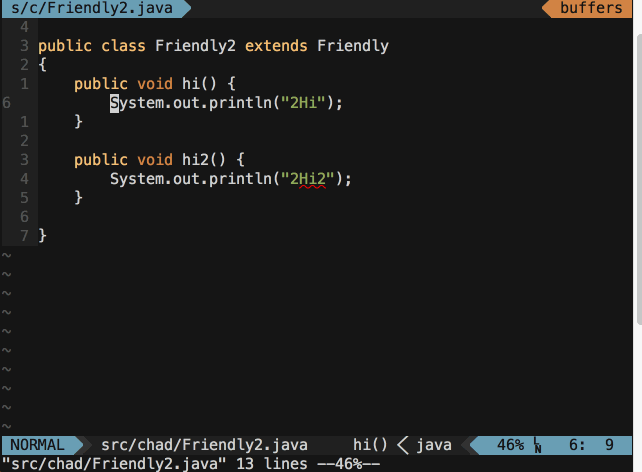 s/c/Friendly2.java buffers
4
3 public class Friendly2 extends Friendly
2 {
1     public void hi() {
6         System.out.println("2Hi");
1     }
2
3     public void hi2() {
4         System.out.println("2Hi2");
5     }
6
7 }
~
~
~
~
~
~
~
~
~
~
NORMAL src/chad/Friendly2.java hi() < java 46% LN 6: 9
"src/chad/Friendly2.java" 13 lines --46%--